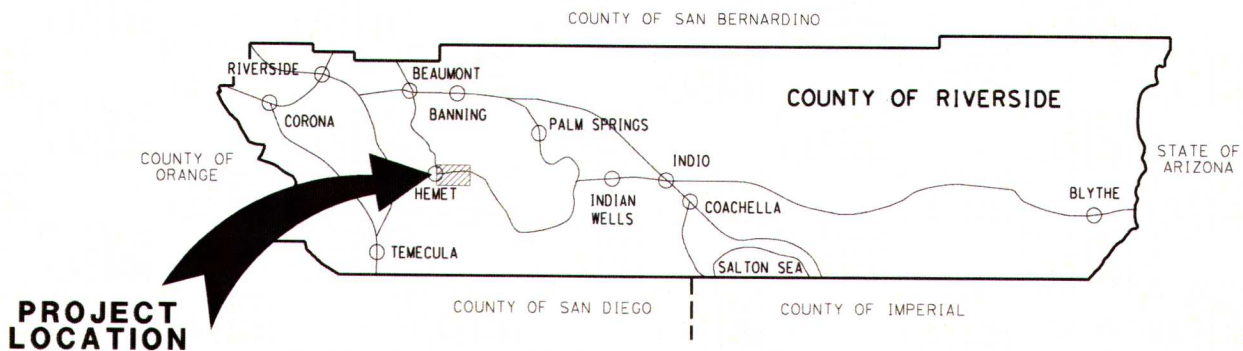 COUNTY OF SAN BERNARDINO
RIVERSIDE
BEAUMONT
COUNTY OF RIVERSIDE
BANNING
CORONA
PALM SPRINGS
COUNTY OF
ORANGE
STATE OF
ARIZONA
INDIO
HEMET
BLYTHE
INDIAN
WELLS
COACHELLA
TEMECULA
SALTON SEA
PROJECT
LOCATION
COUNTY OF SAN DIEGO
COUNTY OF IMPERIAL